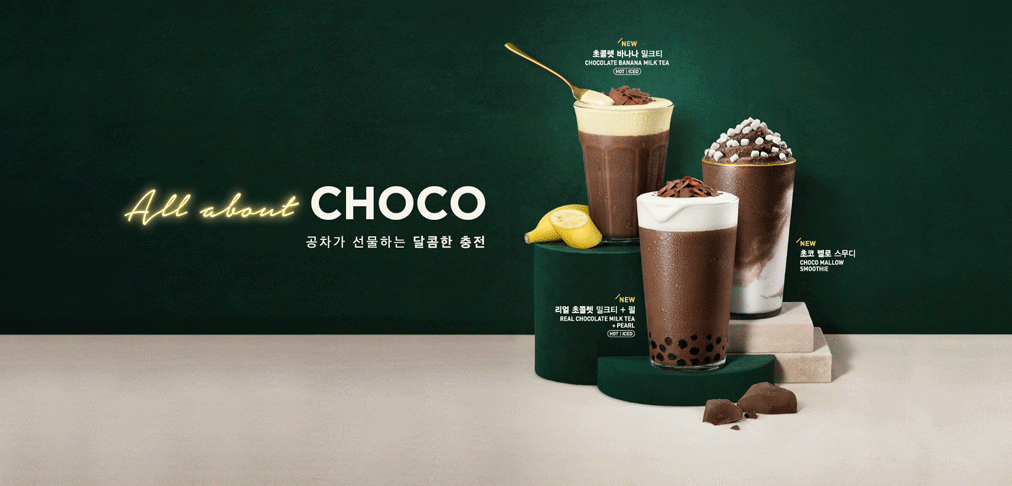 All about CHOCO
공차가 선물하는 달콤한 충전
NEW
초콜렛 바나나 밀크티
CHOCOLATE BANANA MILK TEA
HOT | ICED
NEW
초코 멜로 스무디
CHOCO MALLOW
SMOOTHIE
NEW
리얼 초콜렛 밀크티 + 펄
REAL CHOCOLATE MILK TEA
+ PEARL
HOT | ICED